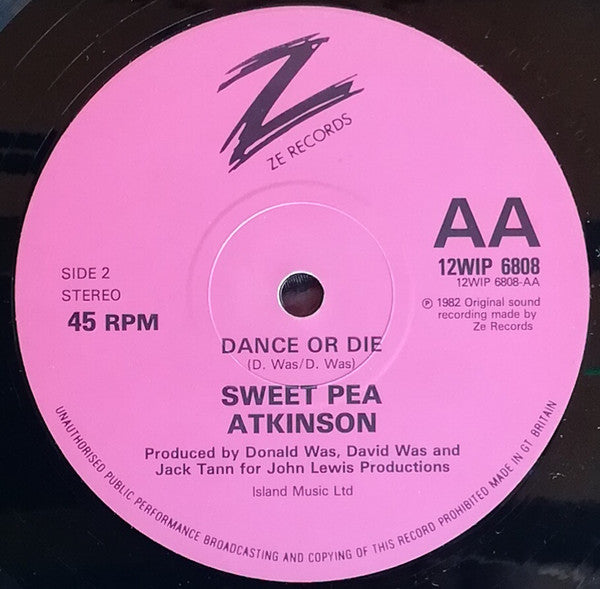 Z
ZE RECORDS
AA
12WIP 6808
12WIP 6808-AA
SIDE 2
STEREO
45 RPM
℗ 1982 Original sound
recording made by
Ze Records
DANCE OR DIE
(D. Was/D. Was)
SWEET PEA
ATKINSON
Produced by Donald Was, David Was and
Jack Tann for John Lewis Productions
Island Music Ltd
UNAUTHORISED PUBLIC PERFORMANCE BROADCASTING AND COPYING OF THIS RECORD PROHIBITED MADE IN GT BRITAIN